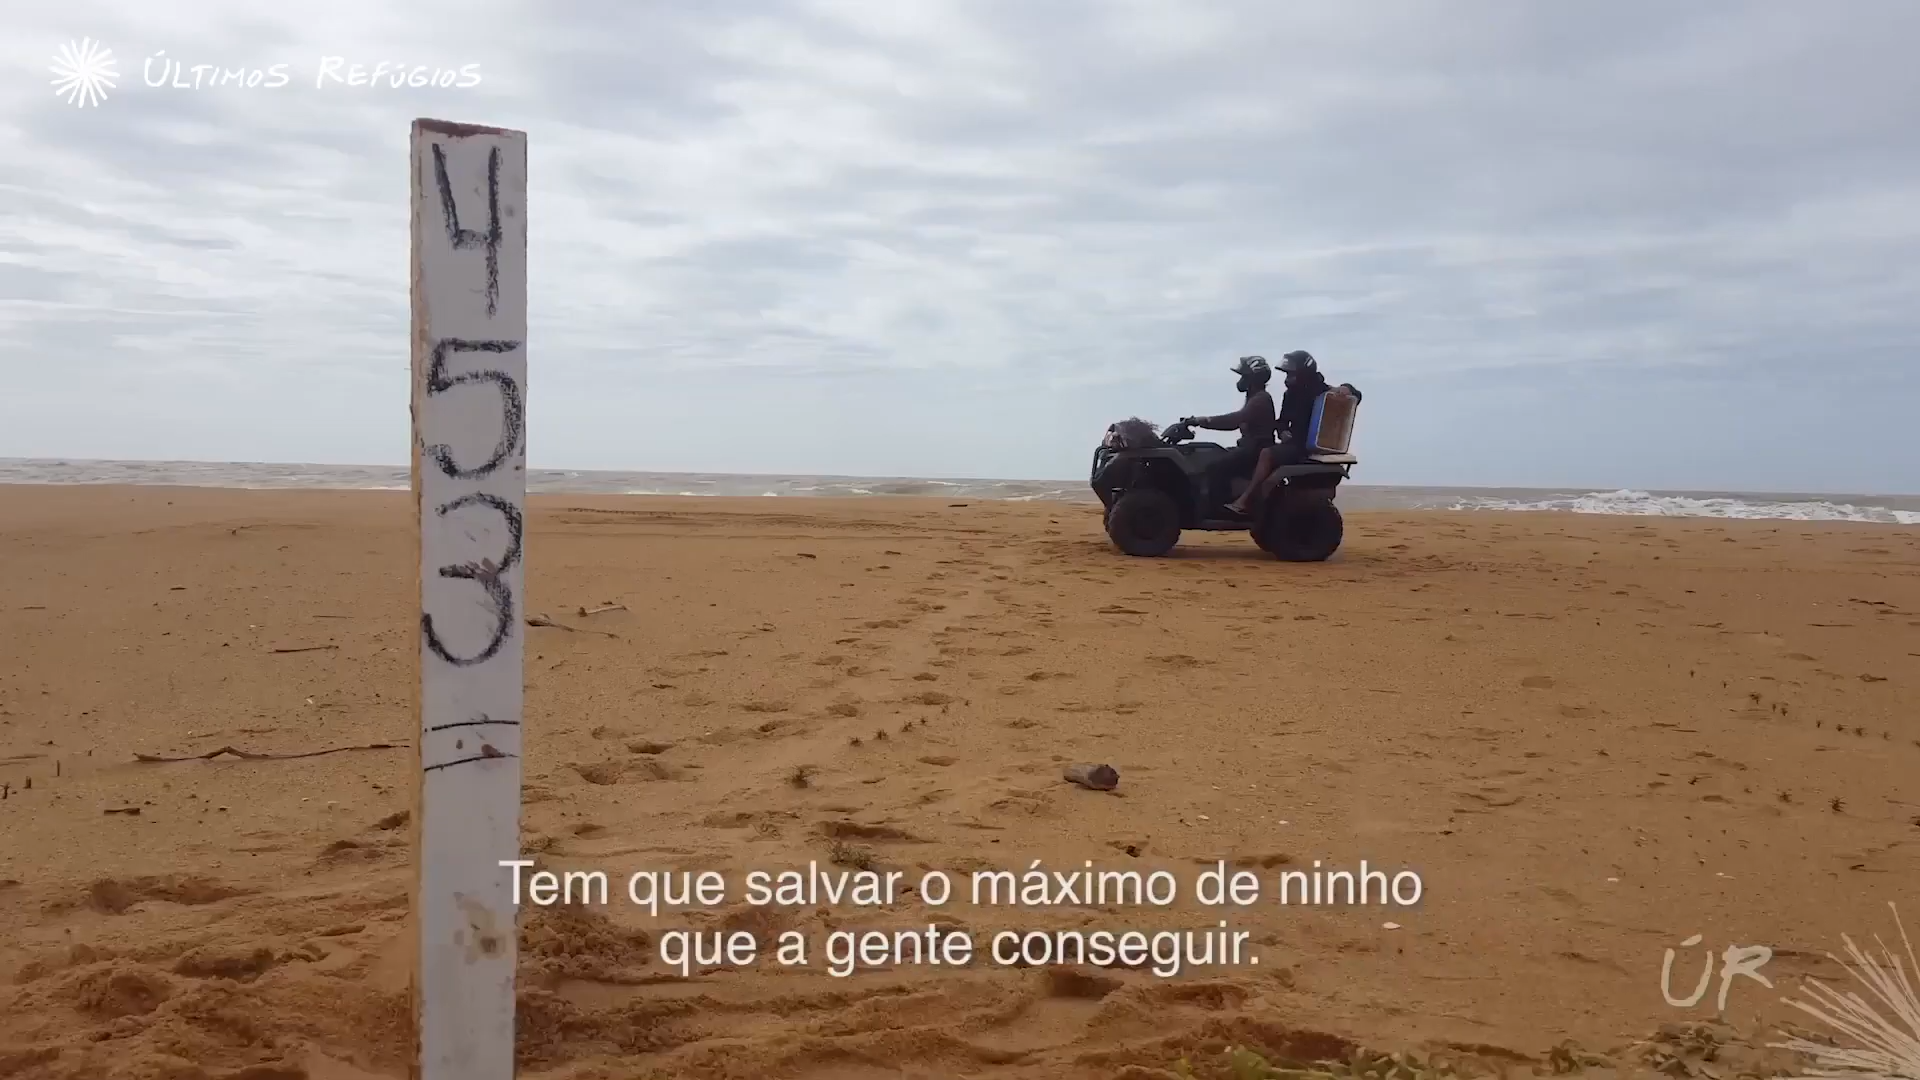 Últimos Refúgios
4
5
3
Tem que salvar o máximo de ninho
que a gente conseguir.
ÚR